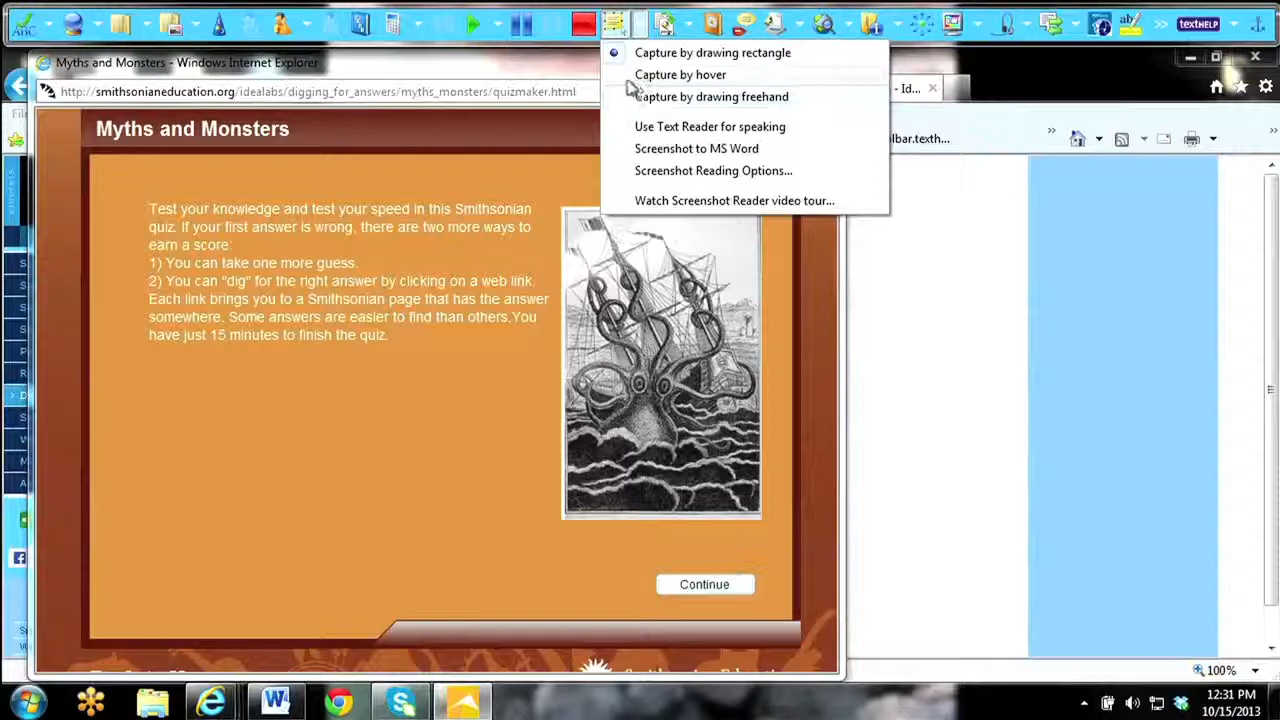 ABC
ab
texthelp
Capture by drawing rectangle
Capture by hover
Capture by drawing freehand
Use Text Reader for speaking
Screenshot to MS Word
Screenshot Reading Options...
Watch Screenshot Reader video tour...
Myths and Monsters - Windows Internet Explorer
http://smithsonianeducation.org/idealabs/digging_for_answers/myths_monsters/quizmaker.html
- Id...
olbar.texth...
Myths and Monsters
Test your knowledge and test your speed in this Smithsonian
quiz. If your first answer is wrong, there are two more ways to
earn a score:
1) You can take one more guess.
2) You can "dig" for the right answer by clicking on a web link.
Each link brings you to a Smithsonian page that has the answer
somewhere. Some answers are easier to find than others.You
have just 15 minutes to finish the quiz.
Continue
100%
12:31 PM
10/15/2013